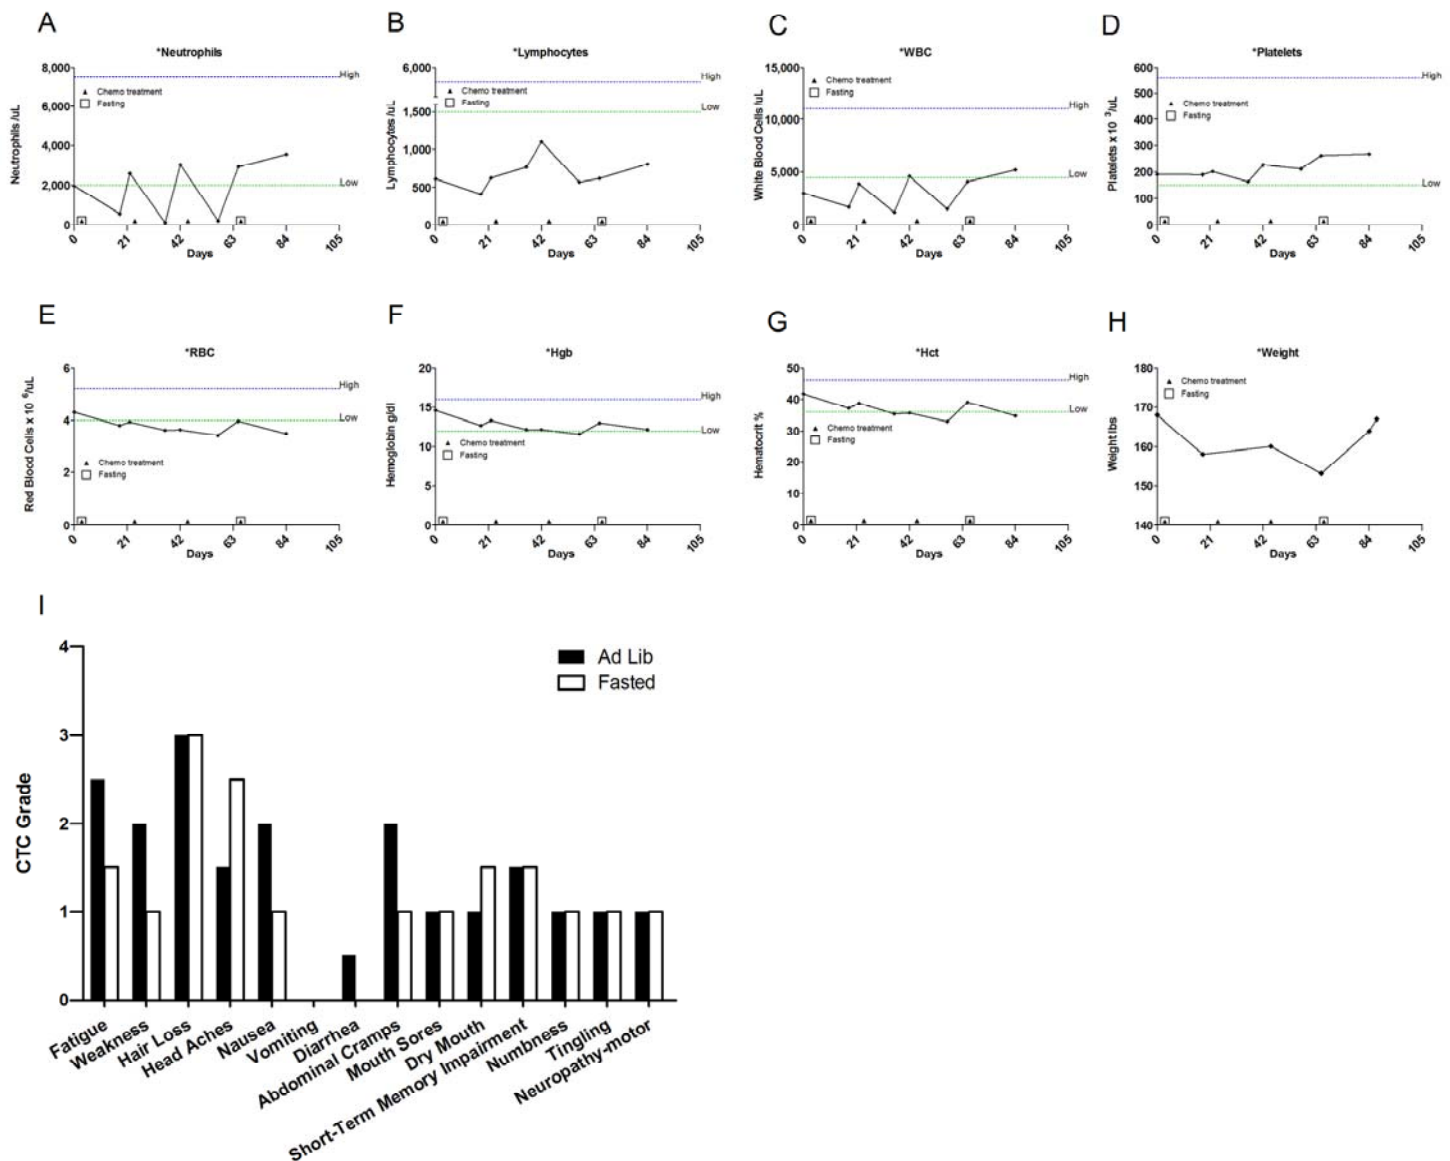 A
*Neutrophils
Neutrophils /uL
8,000
6,000
4,000
2,000
0
High
Low
Chemo treatment
Fasting
0 21 42 63 84 105
Days
B
*Lymphocytes
Lymphocytes /uL
6,000
1,500
1,000
500
0
High
Low
Chemo treatment
Fasting
0 21 42 63 84 105
Days
C
*WBC
White Blood Cells /uL
15,000
10,000
5,000
0
High
Low
Chemo treatment
Fasting
0 21 42 63 84 105
Days
D
*Platelets
Platelets x 10 3/uL
600
500
400
300
200
100
0
High
Low
Chemo treatment
Fasting
0 21 42 63 84 105
Days
E
*RBC
Red Blood Cells x 10 6/uL
6
4
2
0
High
Low
Chemo treatment
Fasting
0 21 42 63 84 105
Days
F
*Hgb
Hemoglobin g/dl
20
15
10
5
0
High
Low
Chemo treatment
Fasting
0 21 42 63 84 105
Days
G
*Hct
Hematocrit %
50
40
30
20
10
0
High
Low
Chemo treatment
Fasting
0 21 42 63 84 105
Days
H
*Weight
Weight lbs
180
170
160
150
140
Chemo treatment
Fasting
0 21 42 63 84 105
Days
I
CTC Grade
4
3
2
1
0
Ad Lib
Fasted
Fatigue
Weakness
Hair Loss
Head Aches
Nausea
Vomiting
Diarrhea
Abdominal Cramps
Mouth Sores
Dry Mouth
Short-Term Memory Impairment
Numbness
Tingling
Neuropathy-motor